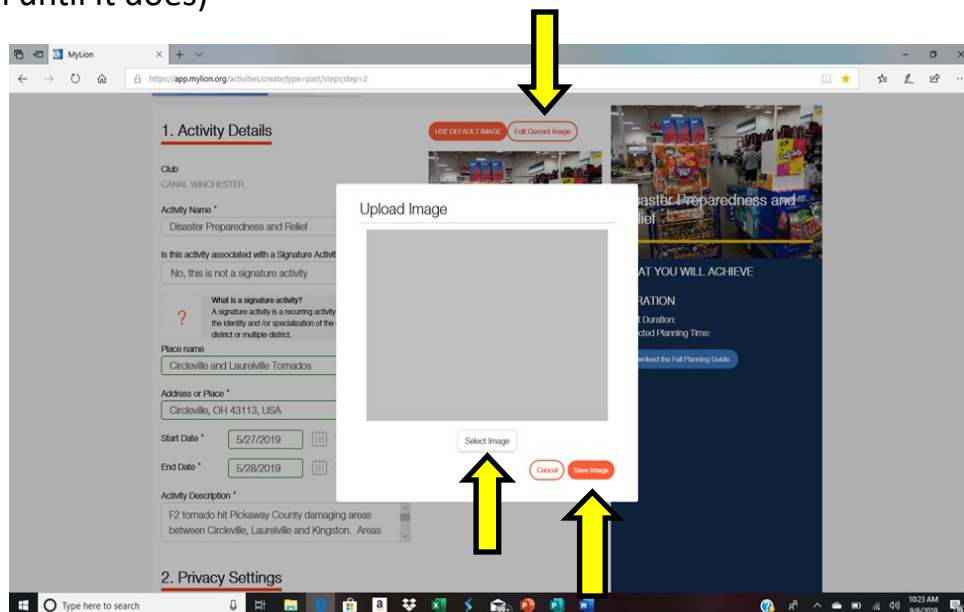 until it does)
MyLion
https://app.mylion.org/activities/create;type=past/steps;step=2
1. Activity Details
USE DEFAULT IMAGE Edit Current Image
Club
CANAL WINCHESTER
Activity Name *
Disaster Preparedness and Relief
Is this activity associated with a Signature Activit
No, this is not a signature activity
? What is a signature activity?
A signature activity is a recurring activity
the identity and /or specialization of the
district or multiple district.
Place name
Circleville and Laurelville Tornados
Address or Place *
Circleville, OH 43113, USA
Start Date * 5/27/2019
End Date * 5/28/2019
Activity Description *
F2 tornado hit Pickaway County damaging areas
between Circleville, Laurelville and Kingston. Areas
2. Privacy Settings
Upload Image
Select Image
Cancel Save Image
saster Preparedness and
lief
AT YOU WILL ACHIEVE
RATION
t Duration:
cted Planning Time:
wnload the Full Planning Guide
Type here to search
10:23 AM
9/6/2019